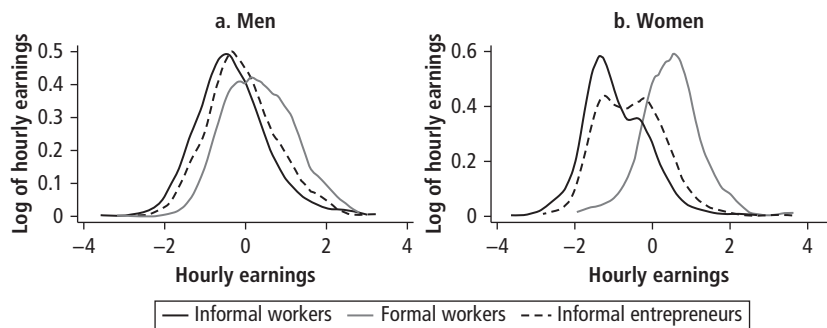 a. Men
Log of hourly earnings
0.5
0.4
0.3
0.2
0.1
0
−4
−2
0
2
4
Hourly earnings
b. Women
Log of hourly earnings
0.6
0.4
0.2
0
−4
−2
0
2
4
Hourly earnings
Informal workers
Formal workers
Informal entrepreneurs